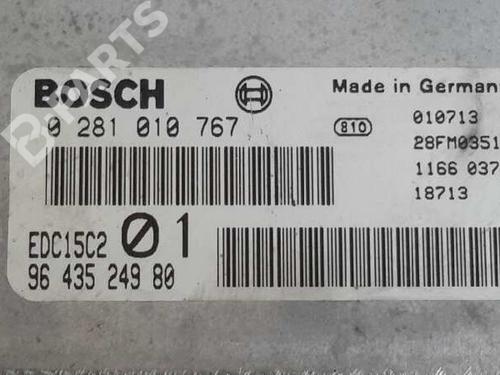 B-PARTS
BOSCH
Made in German
0 281 010 767
810
010713
28FM0351
1166 037
18713
EDC15C2 01
96 435 249 80